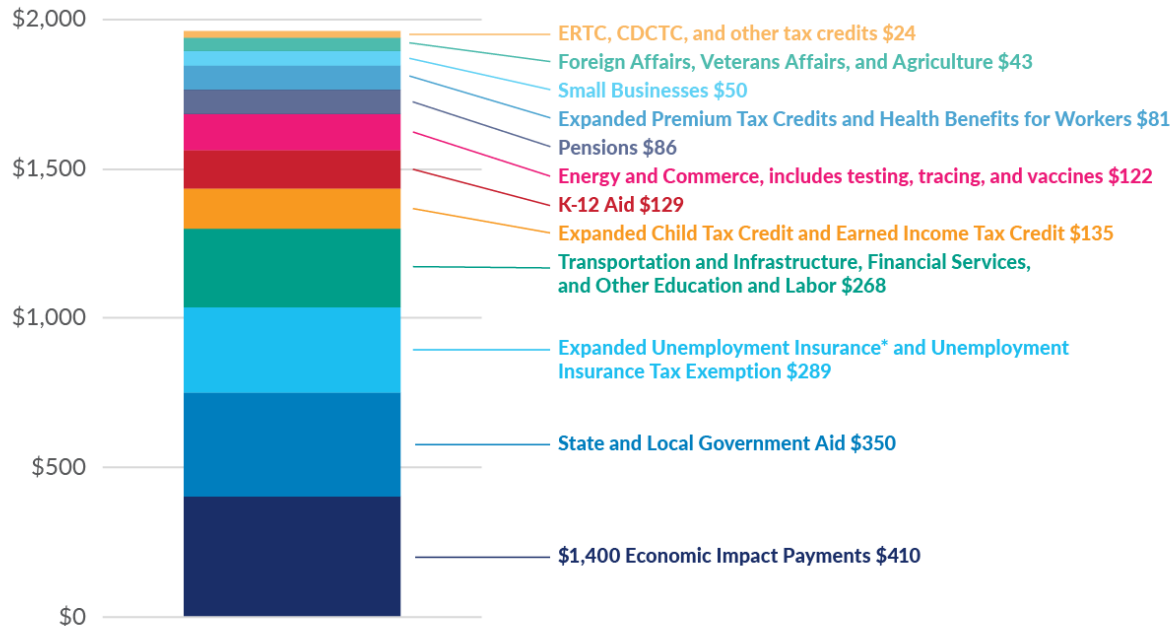 $2,000
ERTC, CDCTC, and other tax credits $24
Foreign Affairs, Veterans Affairs, and Agriculture $43
Small Businesses $50
Expanded Premium Tax Credits and Health Benefits for Workers $81
Pensions $86
$1,500
Energy and Commerce, includes testing, tracing, and vaccines $122
K-12 Aid $129
Expanded Child Tax Credit and Earned Income Tax Credit $135
Transportation and Infrastructure, Financial Services,
and Other Education and Labor $268
$1,000
Expanded Unemployment Insurance* and Unemployment
Insurance Tax Exemption $289
State and Local Government Aid $350
$500
$1,400 Economic Impact Payments $410
$0